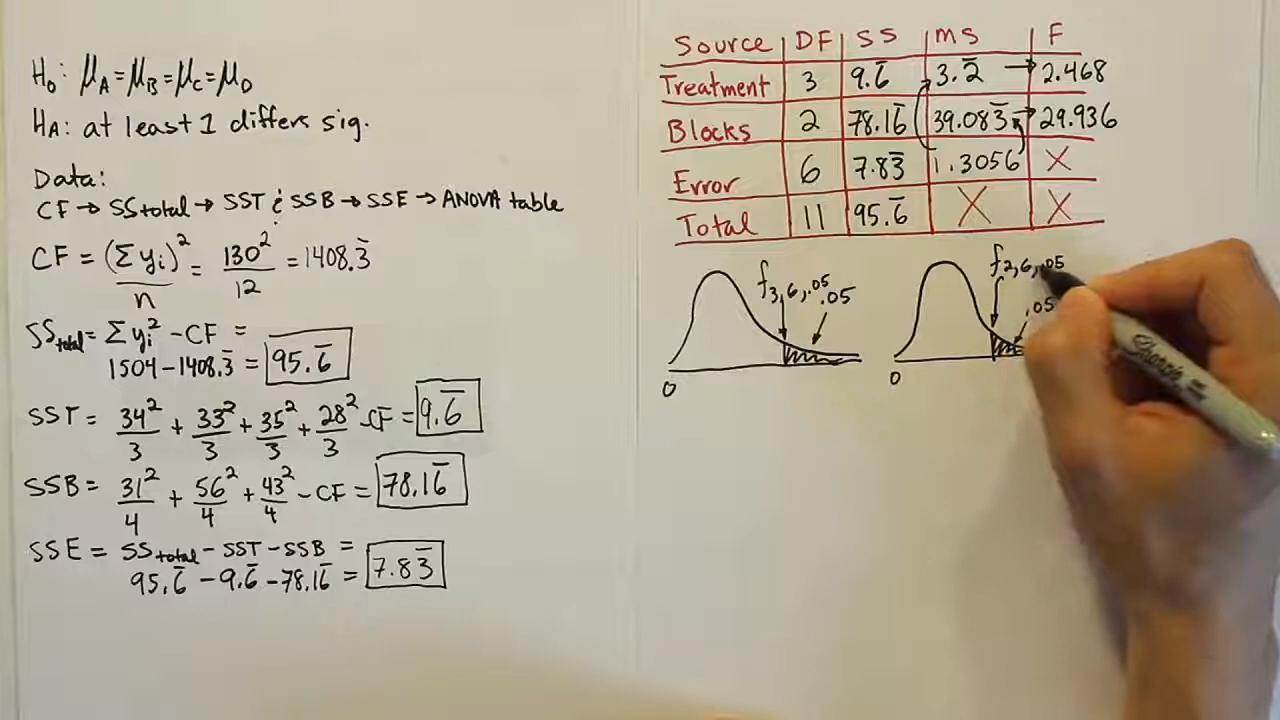 H₀: μA = μB = μC = μD
HA: at least 1 differs sig.
Data:
CF → SStotal → SST & SSB → SSE → ANOVA table
CF = (Σyi)² / n = 130² / 12 = 1408.3̅
SStotal = Σyi² - CF =
1504 - 1408.3̅ = 95.6̅
SST = 34²/3 + 33²/3 + 35²/3 + 28²/3 - CF = 9.6̅
SSB = 31²/4 + 56²/4 + 43²/4 - CF = 78.16̅
SSE = SStotal - SST - SSB =
95.6̅ - 9.6̅ - 78.16̅ = 7.83̅
Source DF SS MS F
Treatment 3 9.6̅ 3.2̅ → 2.468
Blocks 2 78.16̅ 39.083̅ → 29.936
Error 6 7.83̅ 1.3056 X
Total 11 95.6̅ X X
f3,6,.05
.05
0
f2,6,.05
.05
0
Sharpie